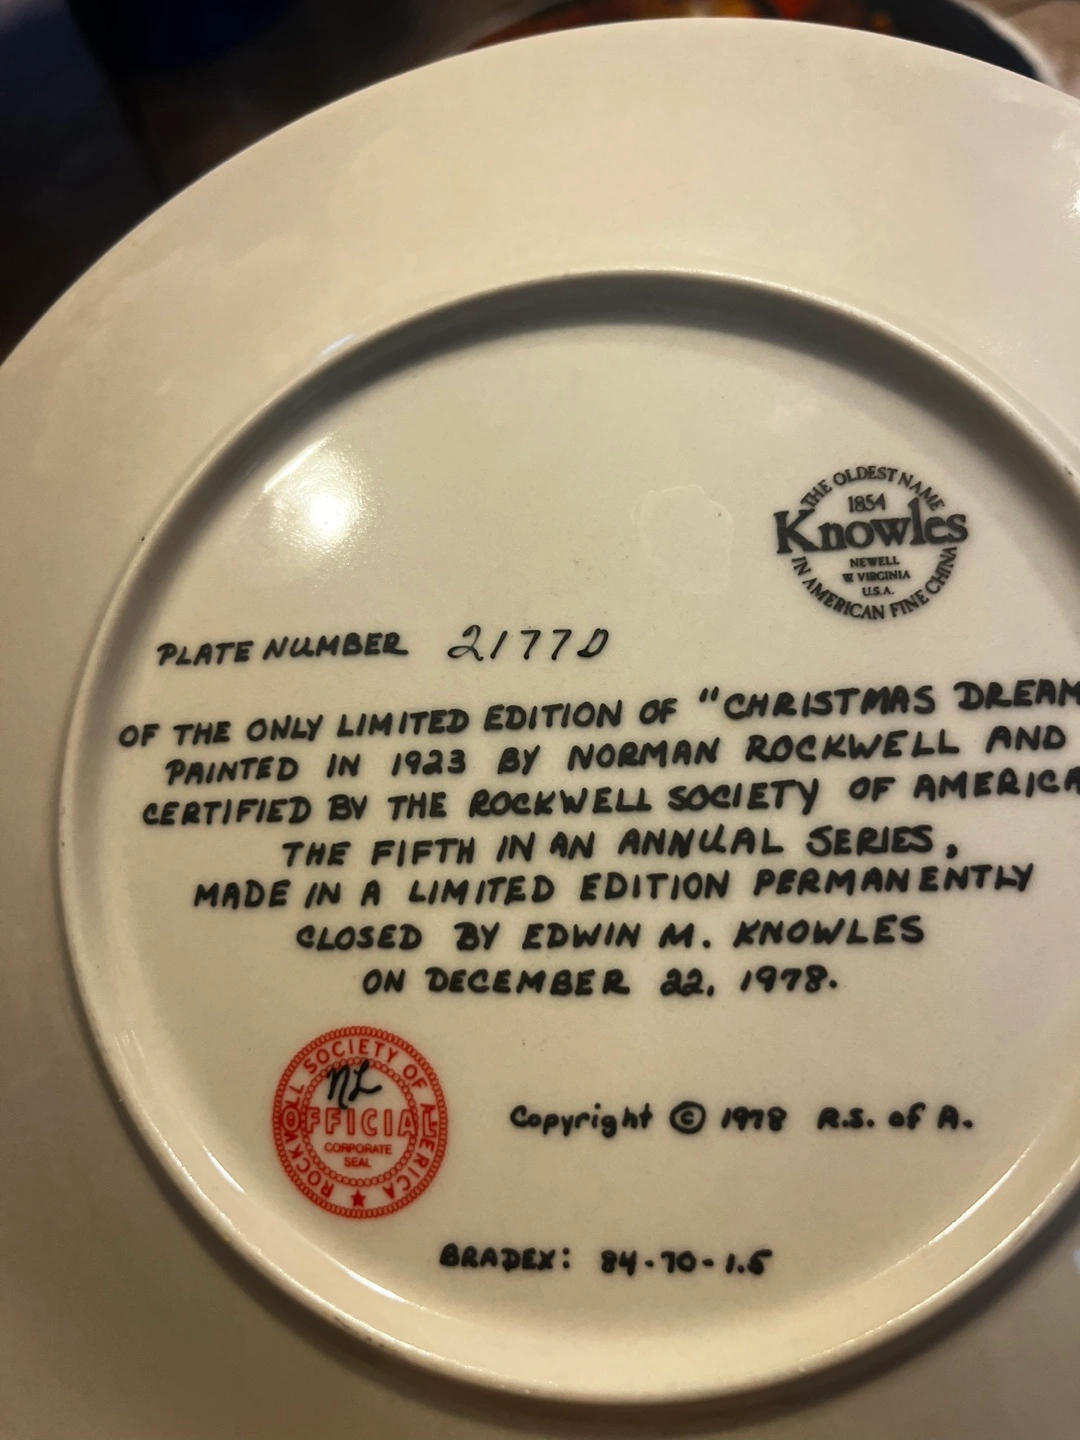 THE OLDEST NAME
1854
Knowles
NEWELL
W VIRGINIA
U.S.A.
IN AMERICAN FINE CHINA
PLATE NUMBER 2177D
OF THE ONLY LIMITED EDITION OF "CHRISTMAS DREAM
PAINTED IN 1923 BY NORMAN ROCKWELL AND
CERTIFIED BY THE ROCKWELL SOCIETY OF AMERICA
THE FIFTH IN AN ANNUAL SERIES,
MADE IN A LIMITED EDITION PERMANENTLY
CLOSED BY EDWIN M. KNOWLES
ON DECEMBER 22, 1978.
ROCKWELL SOCIETY OF AMERICA
NL
OFFICIAL
CORPORATE
SEAL
Copyright © 1978 R.S. of A.
BRADEX: 84-70-1.5